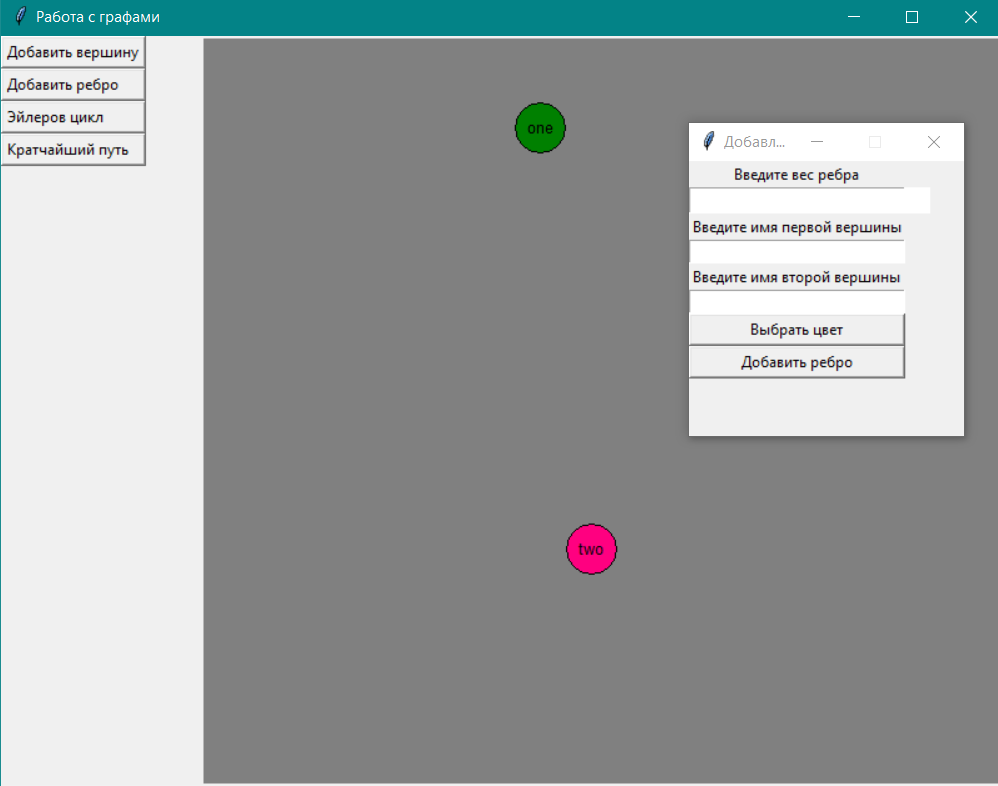 Работа с графами
Добавить вершину
Добавить ребро
Эйлеров цикл
Кратчайший путь
one
two
Добавл...
Введите вес ребра
Введите имя первой вершины
Введите имя второй вершины
Выбрать цвет
Добавить ребро